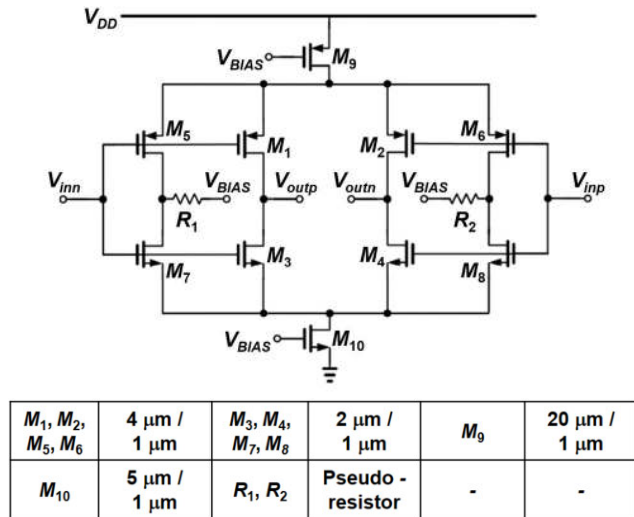 VDD
VBIAS M9
M5 M6
M1 M2
Vinn VBIAS Voutp Voutn VBIAS Vinp
R1 R2
M3 M4
M7 M8
VBIAS M10
M1, M2, M5, M6 4 μm / 1 μm M3, M4, M7, M8 2 μm / 1 μm M9 20 μm / 1 μm
M10 5 μm / 1 μm R1, R2 Pseudo - resistor - -